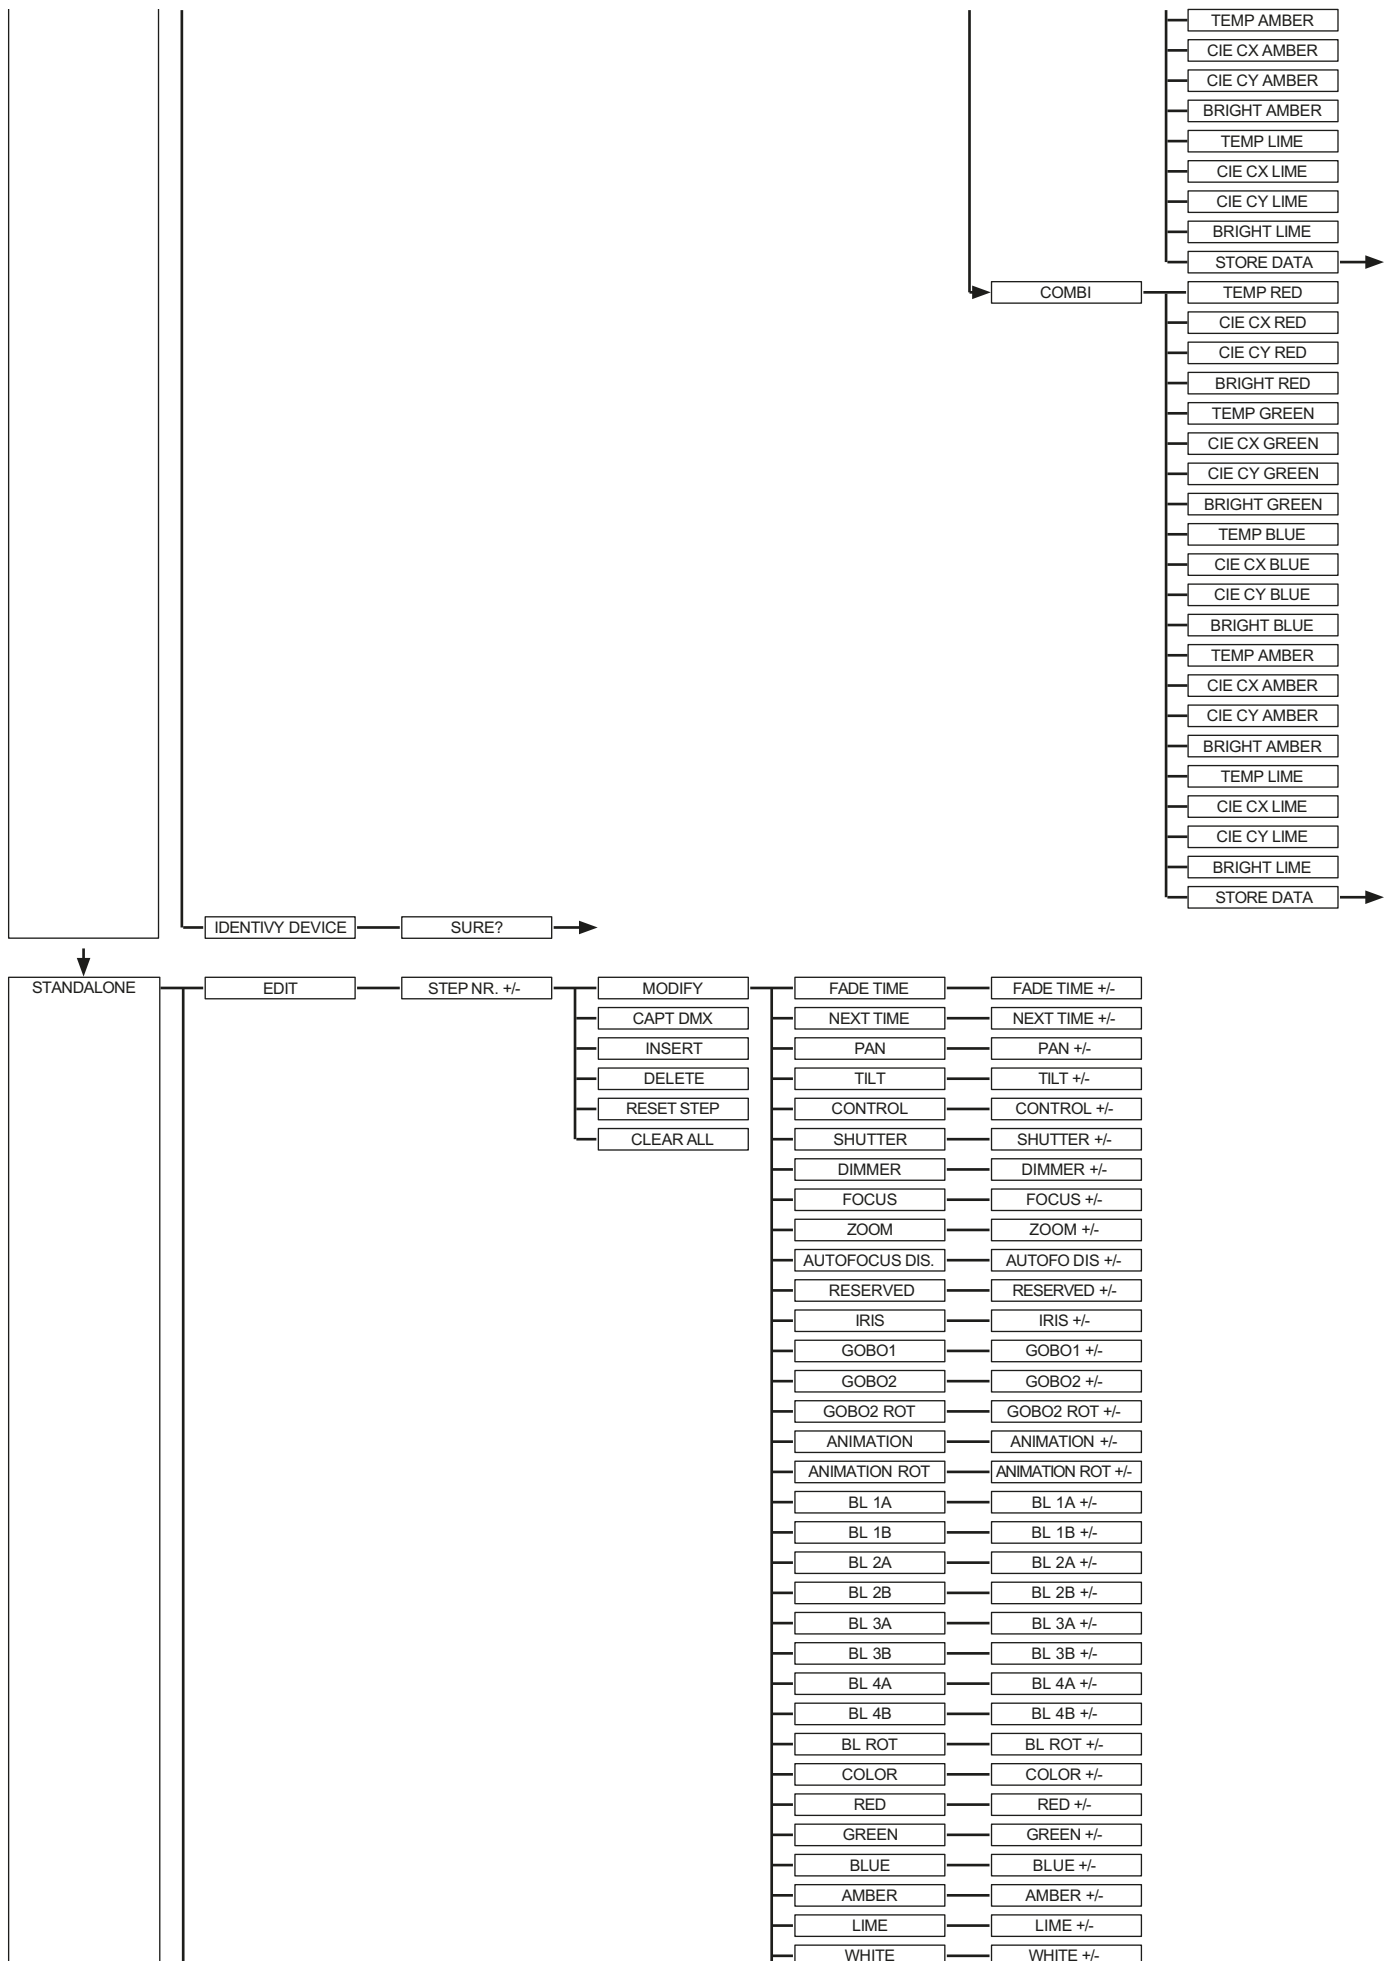 TEMP AMBER
CIE CX AMBER
CIE CY AMBER
BRIGHT AMBER
TEMP LIME
CIE CX LIME
CIE CY LIME
BRIGHT LIME
STORE DATA
COMBI TEMP RED
CIE CX RED
CIE CY RED
BRIGHT RED
TEMP GREEN
CIE CX GREEN
CIE CY GREEN
BRIGHT GREEN
TEMP BLUE
CIE CX BLUE
CIE CY BLUE
BRIGHT BLUE
TEMP AMBER
CIE CX AMBER
CIE CY AMBER
BRIGHT AMBER
TEMP LIME
CIE CX LIME
CIE CY LIME
BRIGHT LIME
STORE DATA
IDENTIVY DEVICE SURE?
STANDALONE EDIT STEP NR. +/- MODIFY FADE TIME FADE TIME +/-
CAPT DMX NEXT TIME NEXT TIME +/-
INSERT PAN PAN +/-
DELETE TILT TILT +/-
RESET STEP CONTROL CONTROL +/-
CLEAR ALL SHUTTER SHUTTER +/-
DIMMER DIMMER +/-
FOCUS FOCUS +/-
ZOOM ZOOM +/-
AUTOFOCUS DIS. AUTOFO DIS +/-
RESERVED RESERVED +/-
IRIS IRIS +/-
GOBO1 GOBO1 +/-
GOBO2 GOBO2 +/-
GOBO2 ROT GOBO2 ROT +/-
ANIMATION ANIMATION +/-
ANIMATION ROT ANIMATION ROT +/-
BL 1A BL 1A +/-
BL 1B BL 1B +/-
BL 2A BL 2A +/-
BL 2B BL 2B +/-
BL 3A BL 3A +/-
BL 3B BL 3B +/-
BL 4A BL 4A +/-
BL 4B BL 4B +/-
BL ROT BL ROT +/-
COLOR COLOR +/-
RED RED +/-
GREEN GREEN +/-
BLUE BLUE +/-
AMBER AMBER +/-
LIME LIME +/-
WHITE WHITE +/-